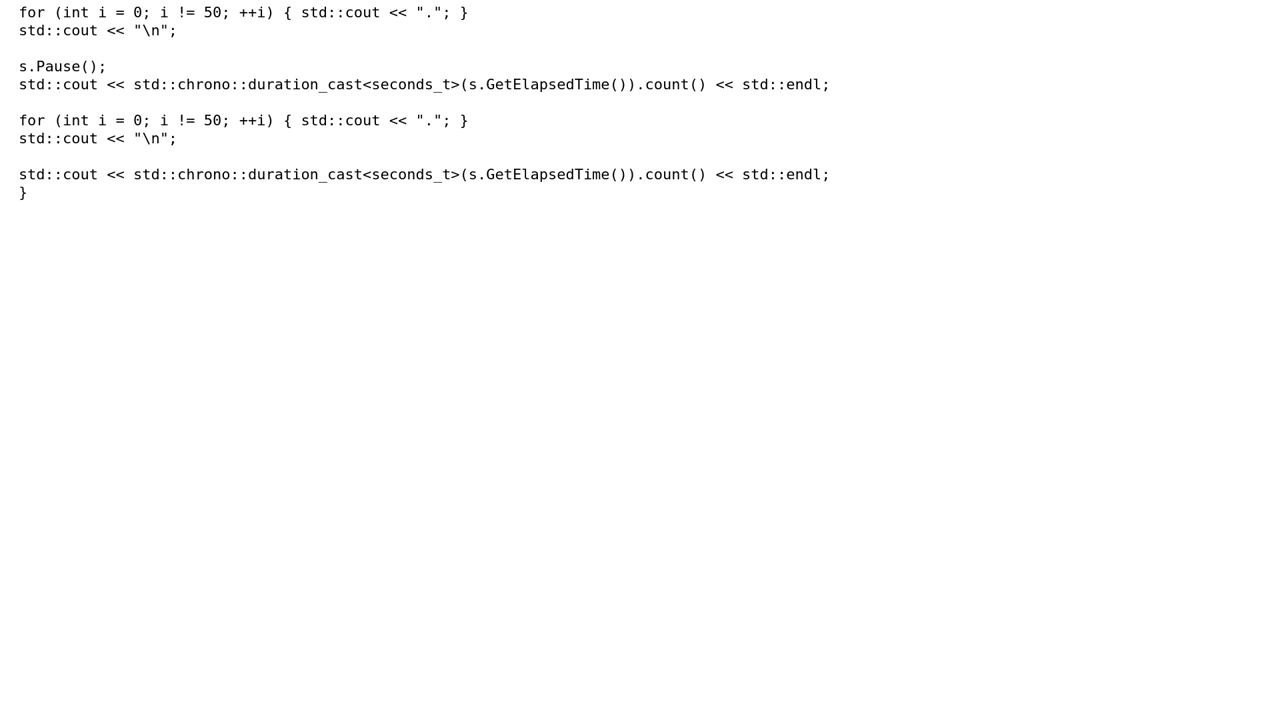 for (int i = 0; i != 50; ++i) { std::cout << "."; }
std::cout << "\n";

s.Pause();
std::cout << std::chrono::duration_cast<seconds_t>(s.GetElapsedTime()).count() << std::endl;

for (int i = 0; i != 50; ++i) { std::cout << "."; }
std::cout << "\n";

std::cout << std::chrono::duration_cast<seconds_t>(s.GetElapsedTime()).count() << std::endl;
}